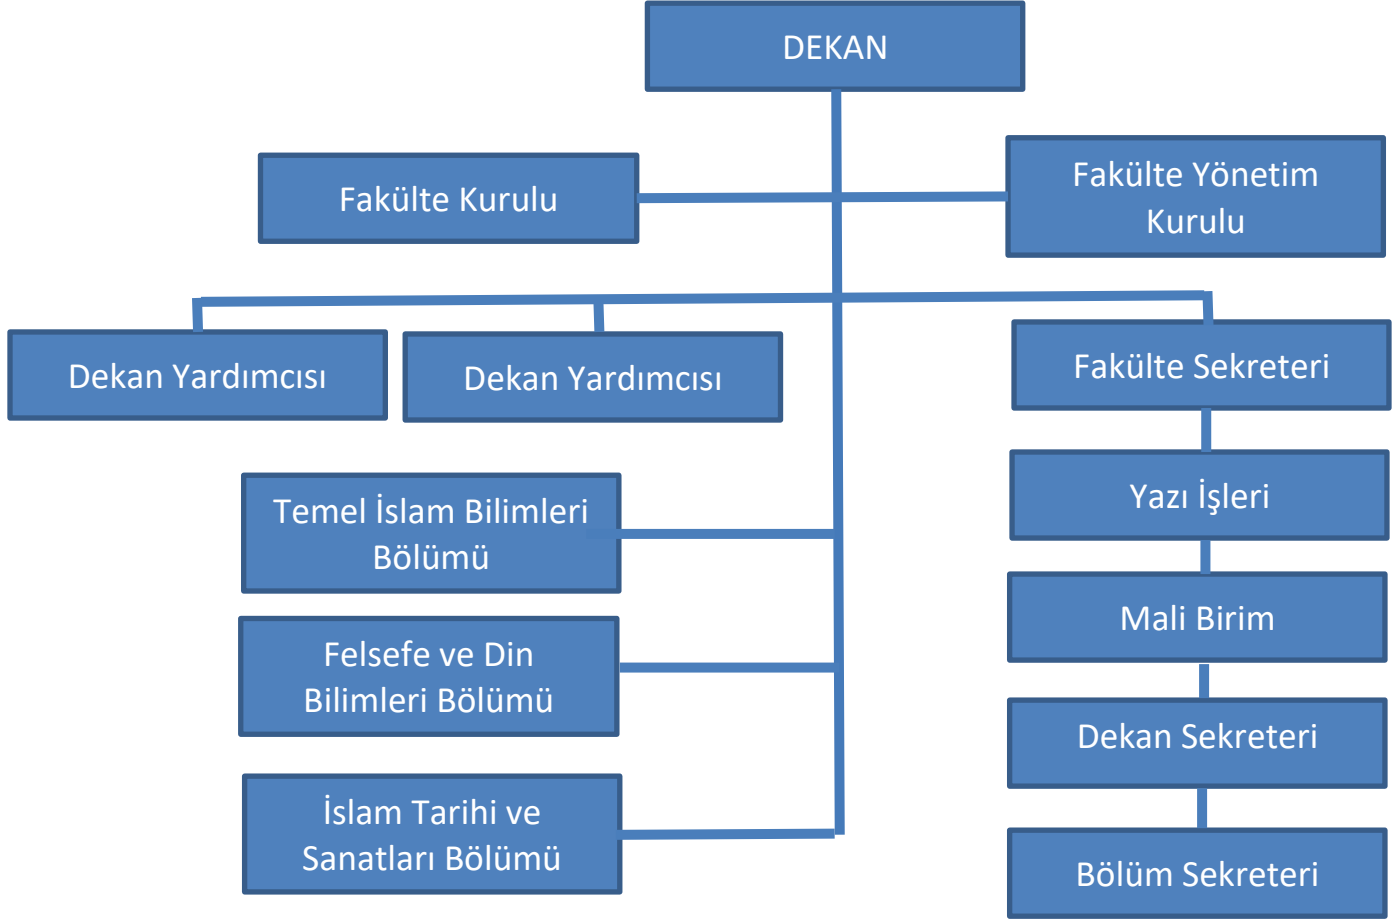 DEKAN
Fakülte Kurulu
Fakülte Yönetim
Kurulu
Dekan Yardımcısı
Dekan Yardımcısı
Fakülte Sekreteri
Temel İslam Bilimleri
Bölümü
Yazı İşleri
Felsefe ve Din
Bilimleri Bölümü
Mali Birim
Dekan Sekreteri
İslam Tarihi ve
Sanatları Bölümü
Bölüm Sekreteri